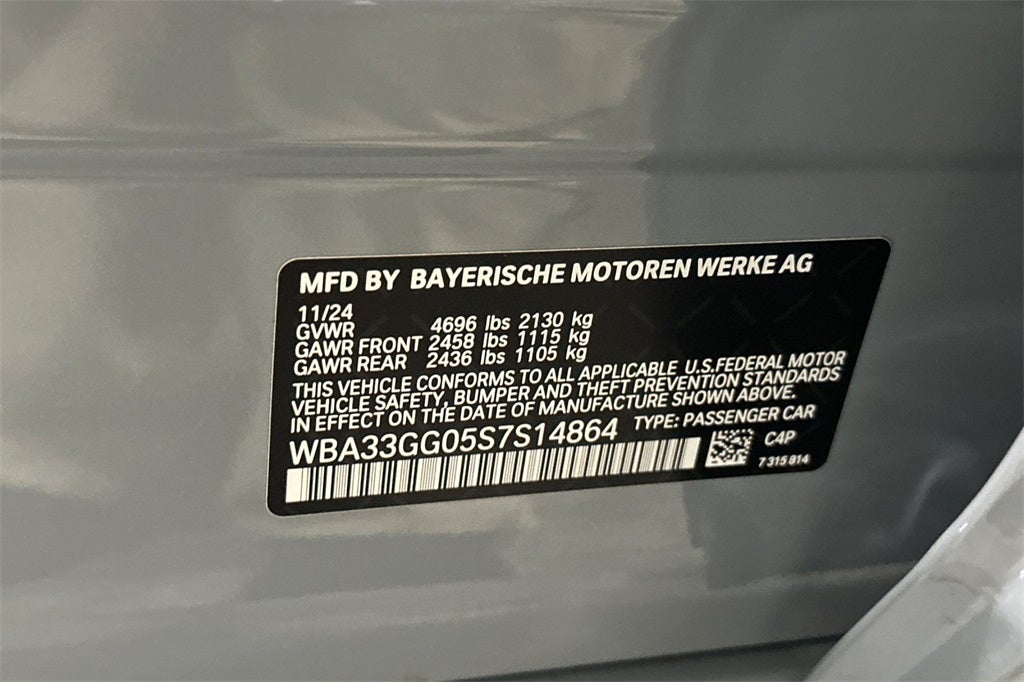 MFD BY BAYERISCHE MOTOREN WERKE AG
11/24
GVWR 4696 lbs 2130 kg
GAWR FRONT 2458 lbs 1115 kg
GAWR REAR 2436 lbs 1105 kg
THIS VEHICLE CONFORMS TO ALL APPLICABLE U.S.FEDERAL MOTOR
VEHICLE SAFETY, BUMPER AND THEFT PREVENTION STANDARDS
IN EFFECT ON THE DATE OF MANUFACTURE SHOWN ABOVE.
WBA33GG05S7S14864 TYPE: PASSENGER CAR
C4P
7 315 814